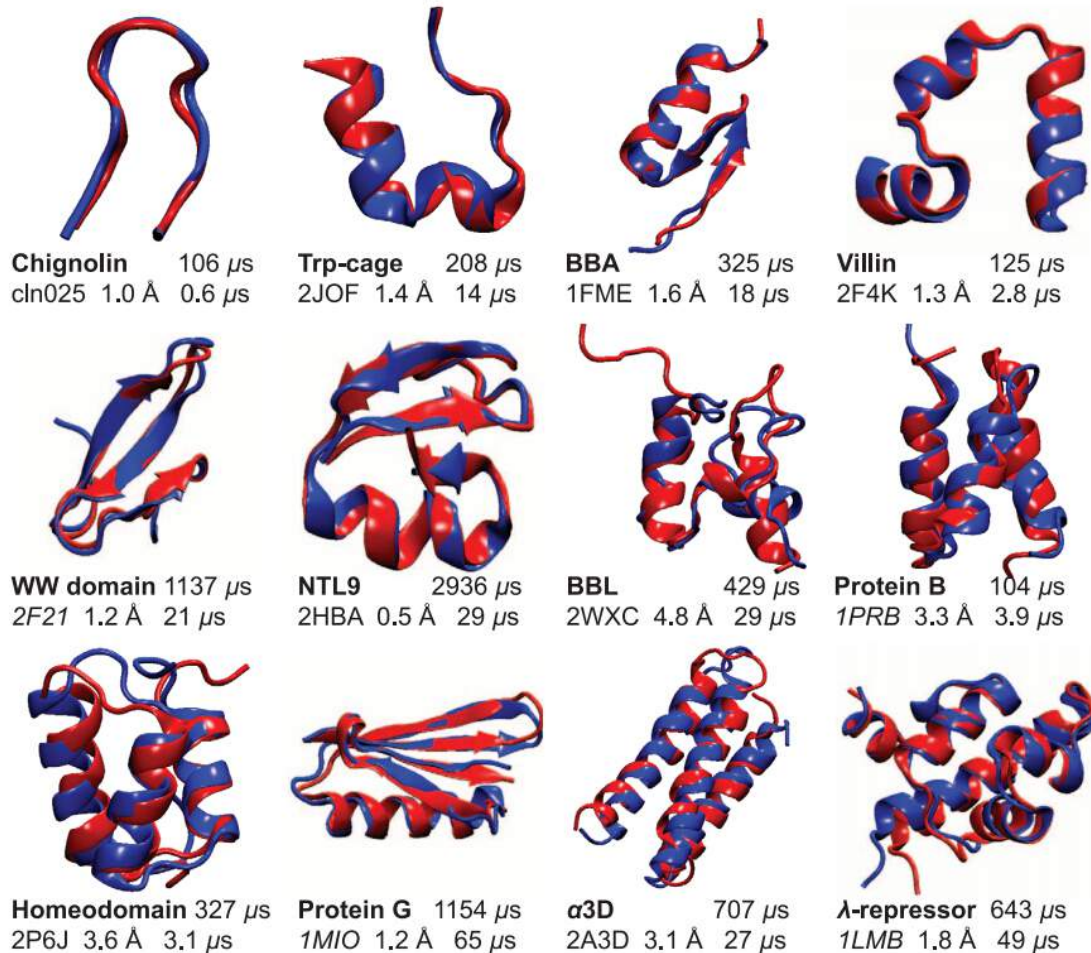 Chignolin 106 μs
cln025 1.0 Å 0.6 μs
Trp-cage 208 μs
2JOF 1.4 Å 14 μs
BBA 325 μs
1FME 1.6 Å 18 μs
Villin 125 μs
2F4K 1.3 Å 2.8 μs
WW domain 1137 μs
2F21 1.2 Å 21 μs
NTL9 2936 μs
2HBA 0.5 Å 29 μs
BBL 429 μs
2WXC 4.8 Å 29 μs
Protein B 104 μs
1PRB 3.3 Å 3.9 μs
Homeodomain 327 μs
2P6J 3.6 Å 3.1 μs
Protein G 1154 μs
1MIO 1.2 Å 65 μs
α3D 707 μs
2A3D 3.1 Å 27 μs
λ-repressor 643 μs
1LMB 1.8 Å 49 μs